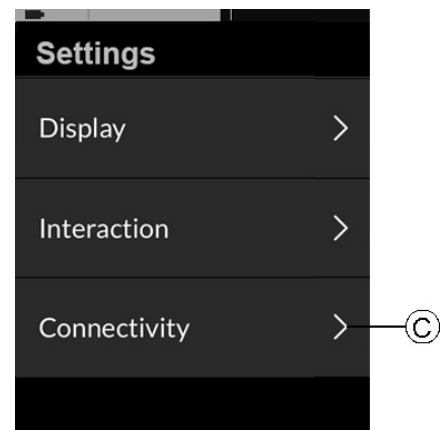 Settings
Display
Interaction
Connectivity
C